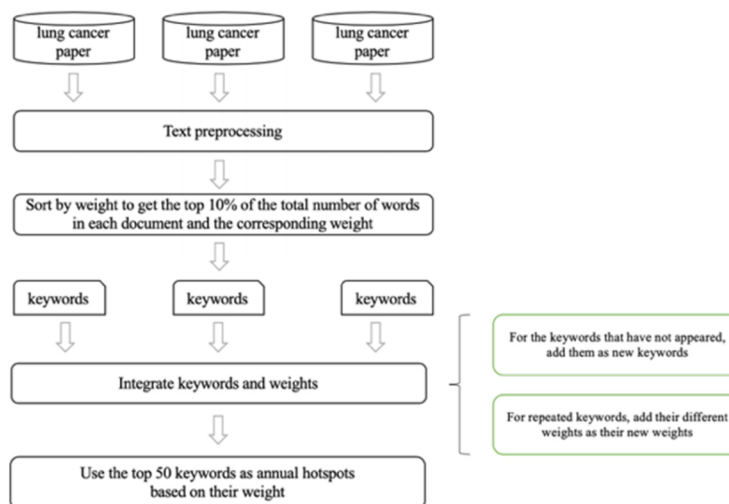 lung cancer
paper
lung cancer
paper
lung cancer
paper
Text preprocessing
Sort by weight to get the top 10% of the total number of words
in each document and the corresponding weight
keywords
keywords
keywords
For the keywords that have not appeared,
add them as new keywords
Integrate keywords and weights
For repeated keywords, add their different
weights as their new weights
Use the top 50 keywords as annual hotspots
based on their weight